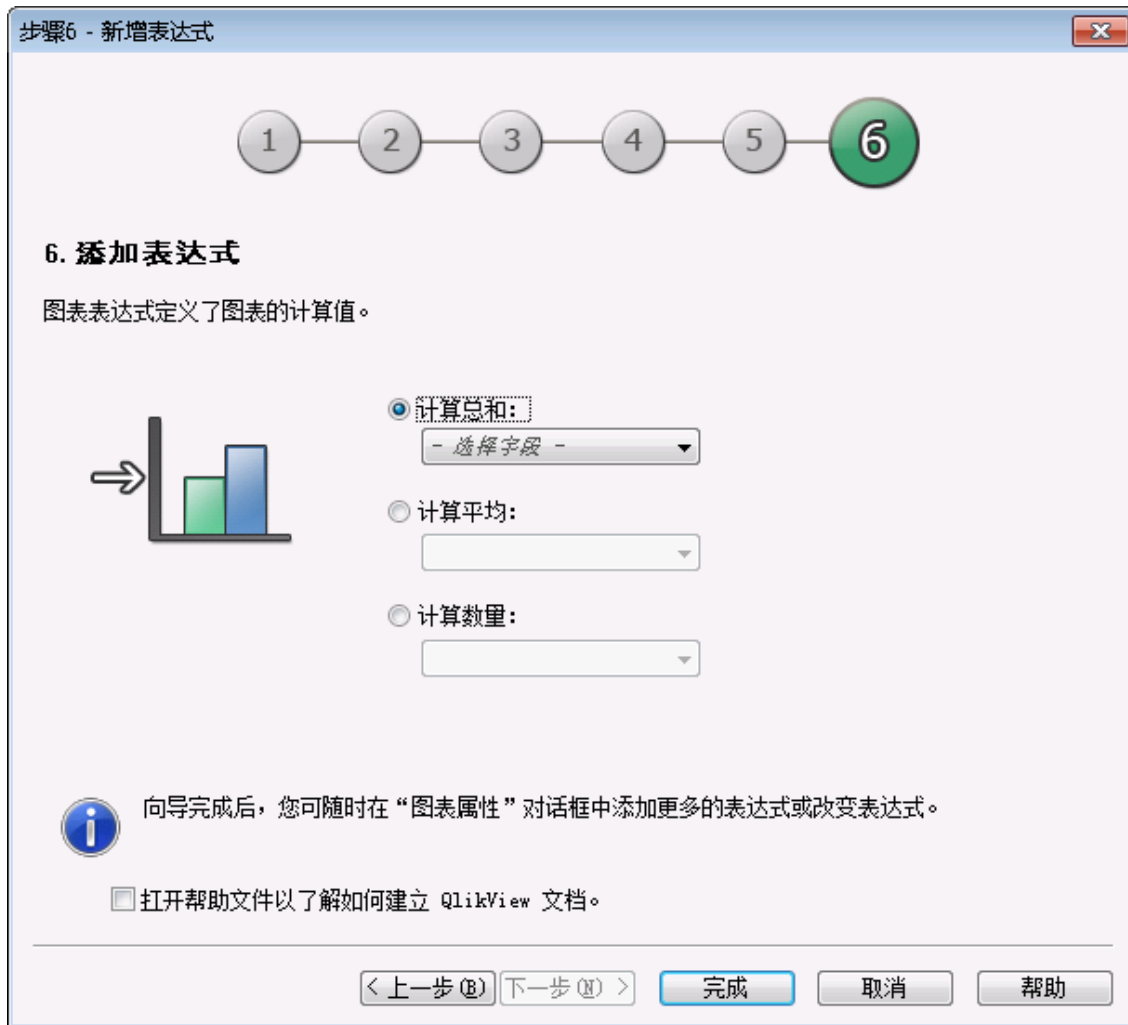 步骤6 - 新增表达式
1 2 3 4 5 6
6. 添加表达式
图表表达式定义了图表的计算值。
计算总和:
- 选择字段 -
计算平均:
计算数量:
向导完成后，您可随时在“图表属性”对话框中添加更多的表达式或改变表达式。
打开帮助文件以了解如何建立 QlikView 文档。
< 上一步(B) 下一步(N) > 完成 取消 帮助